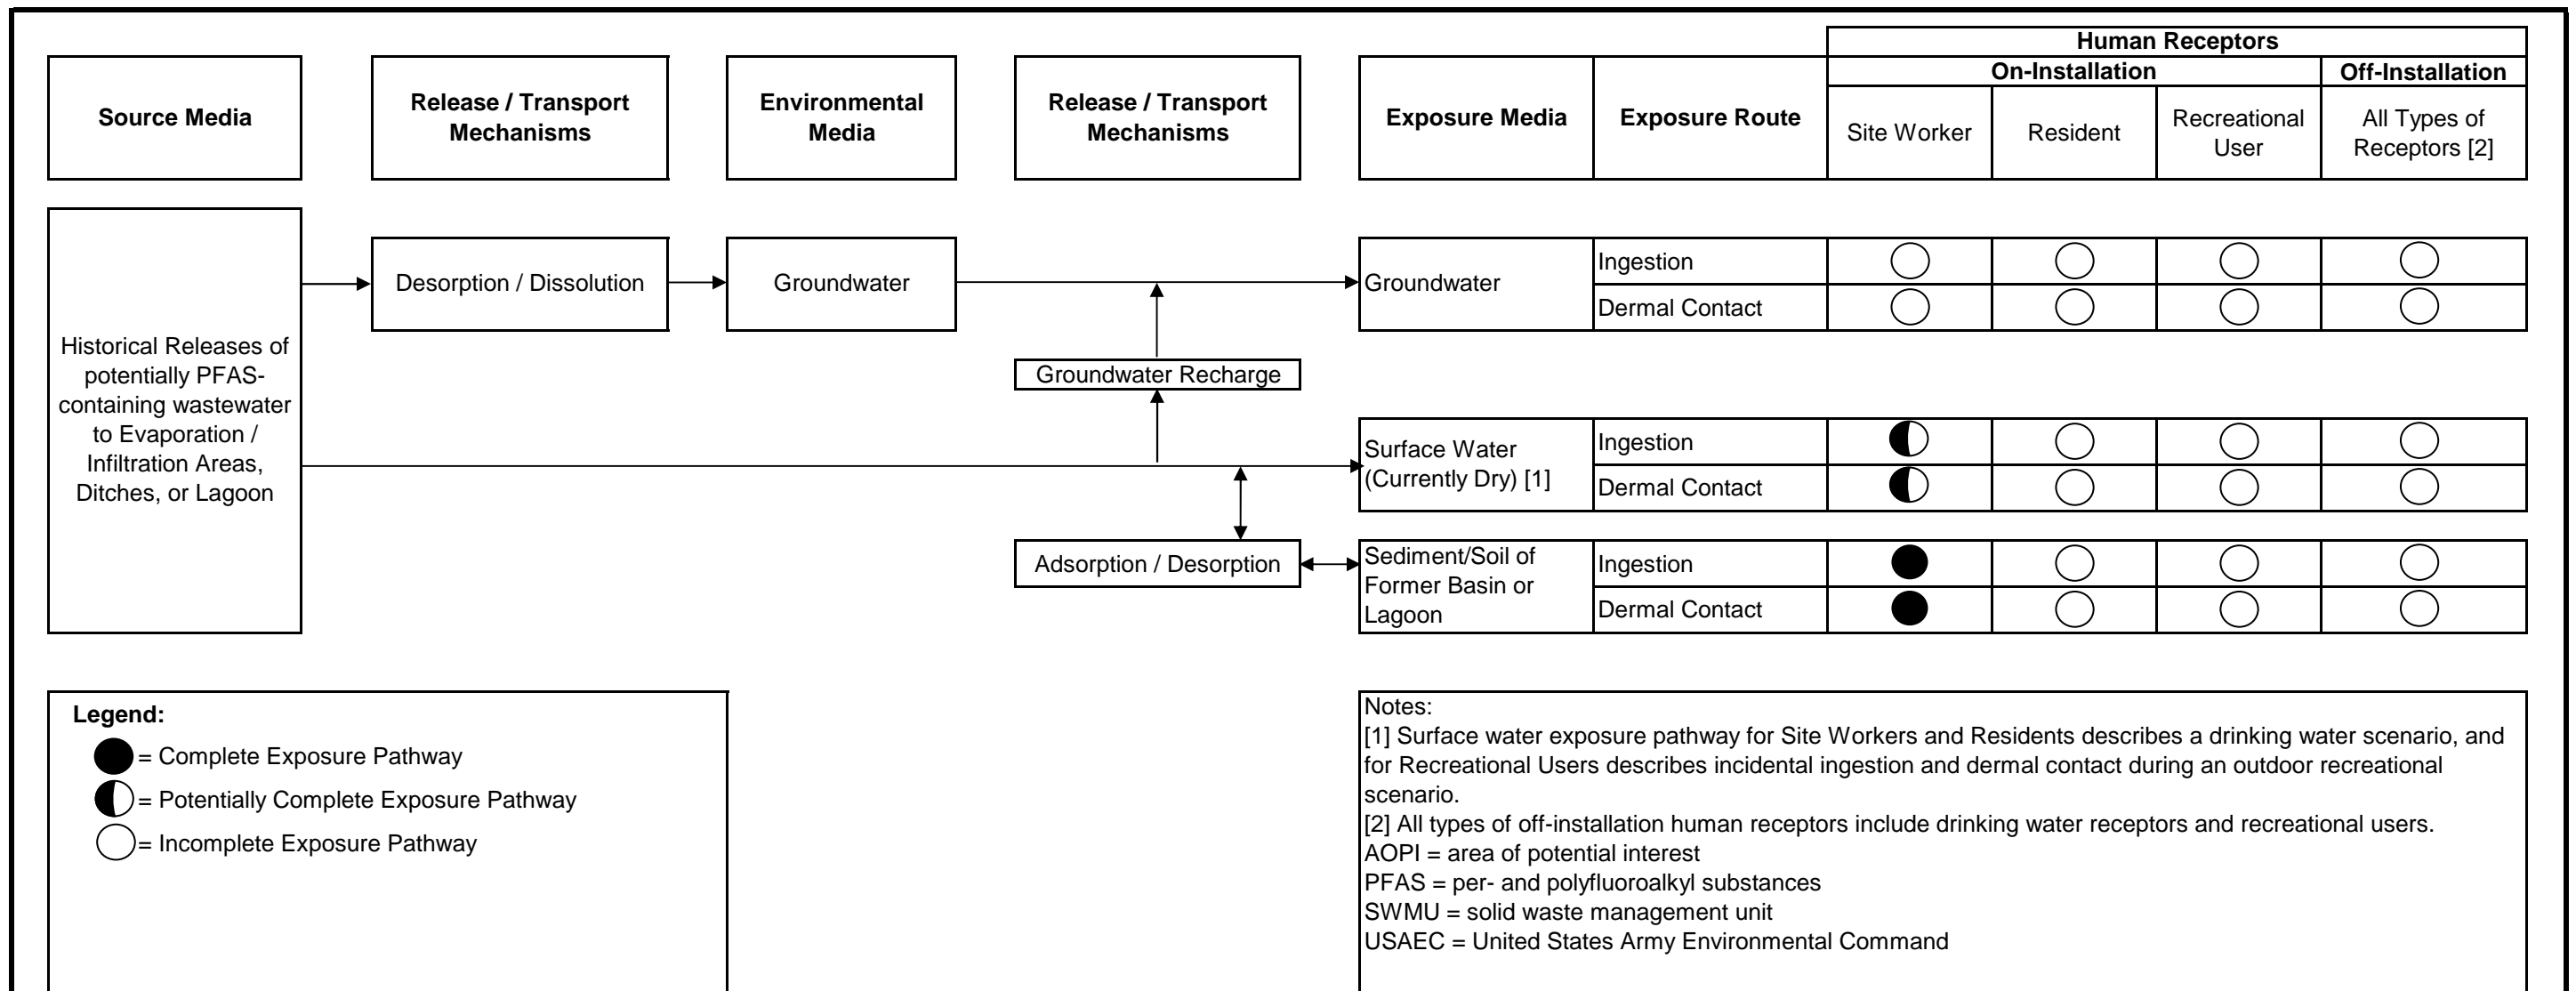 Human Receptors
On-Installation
Off-Installation
Source Media
Release / Transport
Mechanisms
Environmental
Media
Release / Transport
Mechanisms
Exposure Media
Exposure Route
Site Worker
Resident
Recreational
User
All Types of
Receptors [2]
Historical Releases of
potentially PFAS-
containing wastewater
to Evaporation /
Infiltration Areas,
Ditches, or Lagoon
Desorption / Dissolution
Groundwater
Groundwater
Ingestion
Dermal Contact
Groundwater Recharge
Surface Water
(Currently Dry) [1]
Ingestion
Dermal Contact
Adsorption / Desorption
Sediment/Soil of
Former Basin or
Lagoon
Ingestion
Dermal Contact
Legend:
= Complete Exposure Pathway
= Potentially Complete Exposure Pathway
= Incomplete Exposure Pathway
Notes:
[1] Surface water exposure pathway for Site Workers and Residents describes a drinking water scenario, and
for Recreational Users describes incidental ingestion and dermal contact during an outdoor recreational
scenario.
[2] All types of off-installation human receptors include drinking water receptors and recreational users.
AOPI = area of potential interest
PFAS = per- and polyfluoroalkyl substances
SWMU = solid waste management unit
USAEC = United States Army Environmental Command